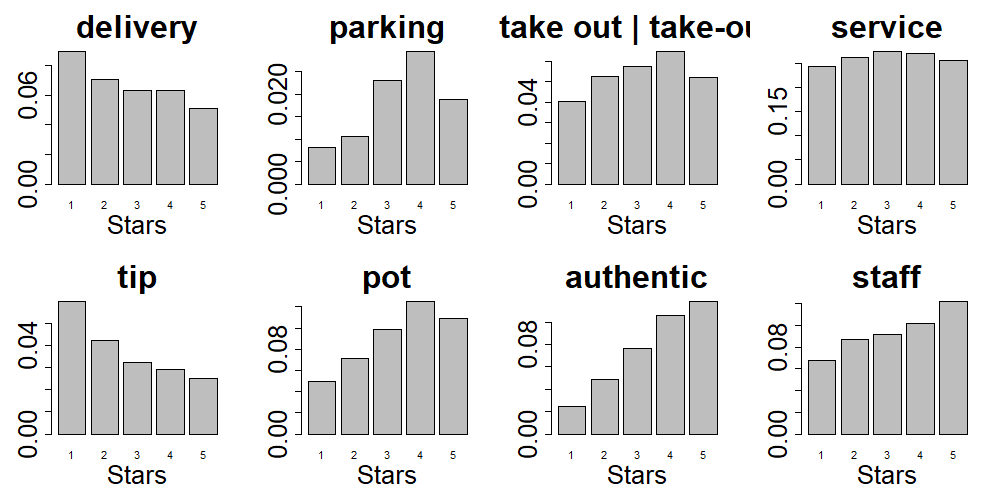 delivery
0.00 0.06
1 2 3 4 5
Stars
parking
0.000 0.020
1 2 3 4 5
Stars
take out | take-ou
0.00 0.04
1 2 3 4 5
Stars
service
0.00 0.15
1 2 3 4 5
Stars
tip
0.00 0.04
1 2 3 4 5
Stars
pot
0.00 0.08
1 2 3 4 5
Stars
authentic
0.00 0.08
1 2 3 4 5
Stars
staff
0.00 0.08
1 2 3 4 5
Stars